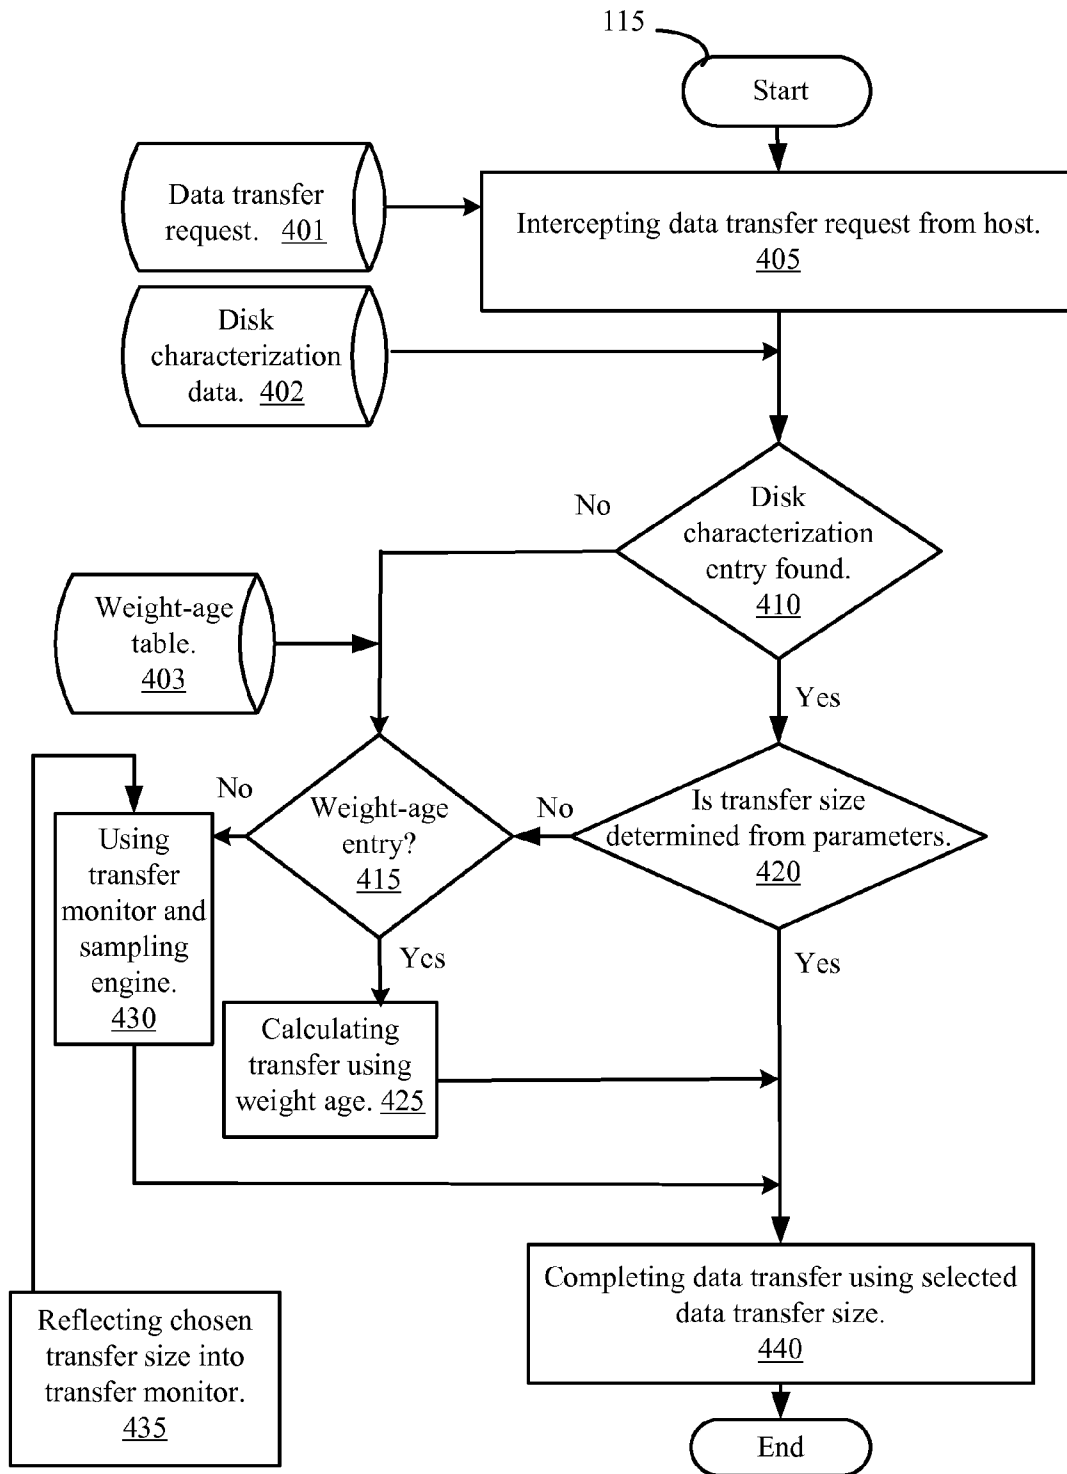 115
Start
Data transfer
request. 401
Intercepting data transfer request from host.
405
Disk
characterization
data. 402
No
Disk
characterization
entry found.
410
Weight-age
table.
403
Yes
No
Weight-age
entry?
415
No
Is transfer size
determined from parameters.
420
Using
transfer
monitor and
sampling
engine.
430
Yes
Yes
Calculating
transfer using
weight age. 425
Completing data transfer using selected
data transfer size.
440
Reflecting chosen
transfer size into
transfer monitor.
435
End